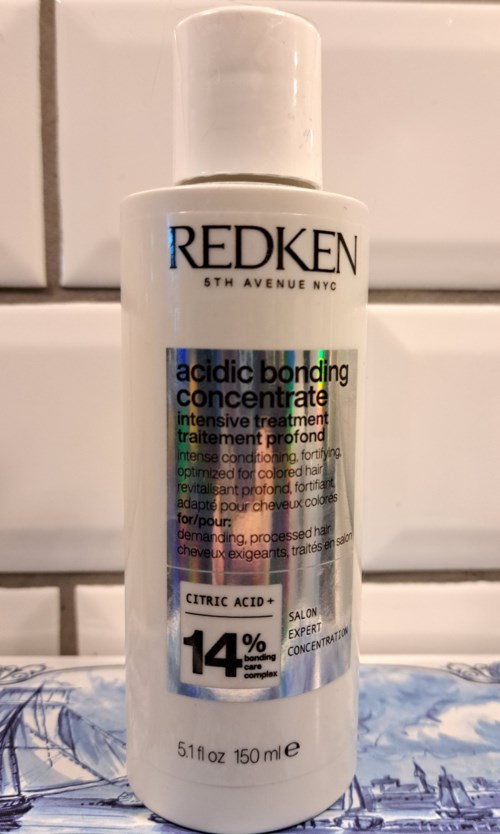 REDKEN
5TH AVENUE NYC
acidic bonding
concentrate
intensive treatment
traitement profond
intense conditioning, fortifying,
optimized for colored hair
revitalisant profond, fortifiant,
adapté pour cheveux colorés
for/pour:
demanding, processed hair
cheveux exigeants, traités en salon
CITRIC ACID +
14%
bonding
care
complex
SALON
EXPERT
CONCENTRATION
5.1 fl oz 150 ml e